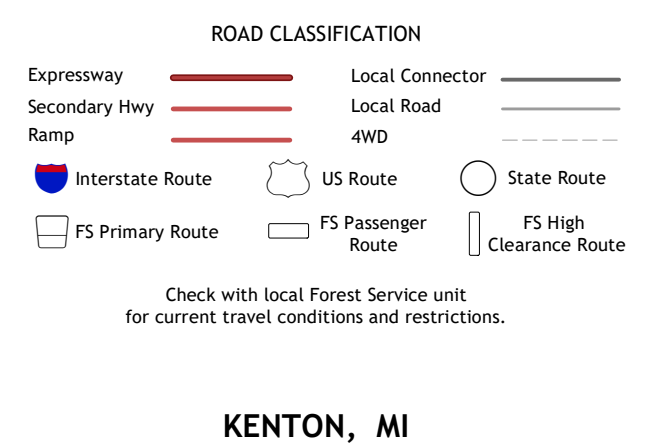 ROAD CLASSIFICATION
Expressway
Local Connector
Secondary Hwy
Local Road
Ramp
4WD
Interstate Route
US Route
State Route
FS Primary Route
FS Passenger
Route
FS High
Clearance Route
Check with local Forest Service unit
for current travel conditions and restrictions.
KENTON, MI